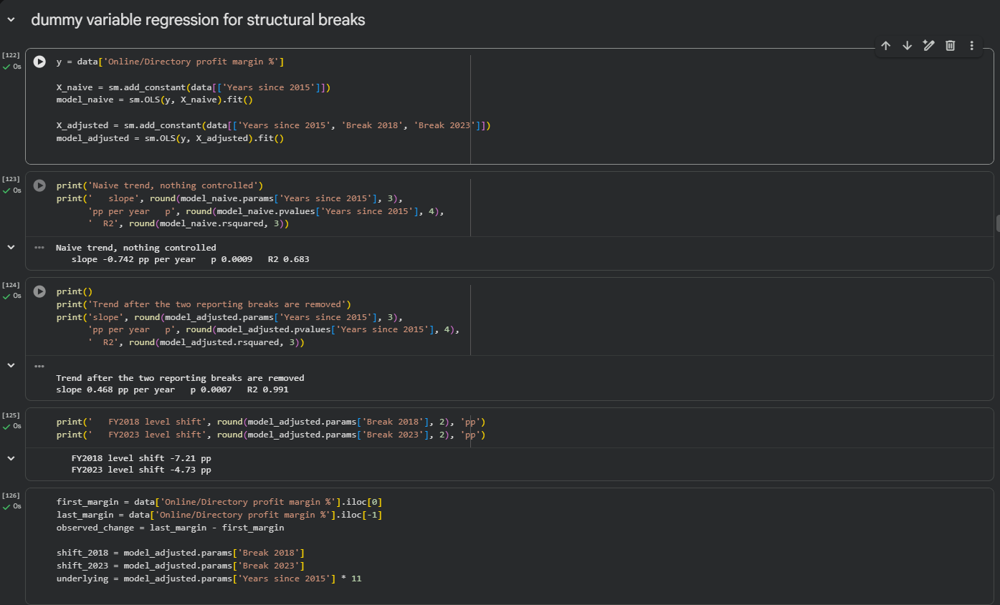 dummy variable regression for structural breaks
[122]
0s
y = data['Online/Directory profit margin %']
X_naive = sm.add_constant(data[['Years since 2015']])
model_naive = sm.OLS(y, X_naive).fit()
X_adjusted = sm.add_constant(data[['Years since 2015', 'Break 2018', 'Break 2023']])
model_adjusted = sm.OLS(y, X_adjusted).fit()
[123]
0s
print('Naive trend, nothing controlled')
print('   slope', round(model_naive.params['Years since 2015'], 3),
      'pp per year   p', round(model_naive.pvalues['Years since 2015'], 4),
      '  R2', round(model_naive.rsquared, 3))
Naive trend, nothing controlled
   slope -0.742 pp per year   p 0.0009   R2 0.683
[124]
0s
print()
print('Trend after the two reporting breaks are removed')
print('slope', round(model_adjusted.params['Years since 2015'], 3),
      'pp per year   p', round(model_adjusted.pvalues['Years since 2015'], 4),
      '  R2', round(model_adjusted.rsquared, 3))
Trend after the two reporting breaks are removed
slope 0.468 pp per year   p 0.0007   R2 0.991
[125]
0s
print('   FY2018 level shift', round(model_adjusted.params['Break 2018'], 2), 'pp')
print('   FY2023 level shift', round(model_adjusted.params['Break 2023'], 2), 'pp')
   FY2018 level shift -7.21 pp
   FY2023 level shift -4.73 pp
[126]
0s
first_margin = data['Online/Directory profit margin %'].iloc[0]
last_margin = data['Online/Directory profit margin %'].iloc[-1]
observed_change = last_margin - first_margin
shift_2018 = model_adjusted.params['Break 2018']
shift_2023 = model_adjusted.params['Break 2023']
underlying = model_adjusted.params['Years since 2015'] * 11